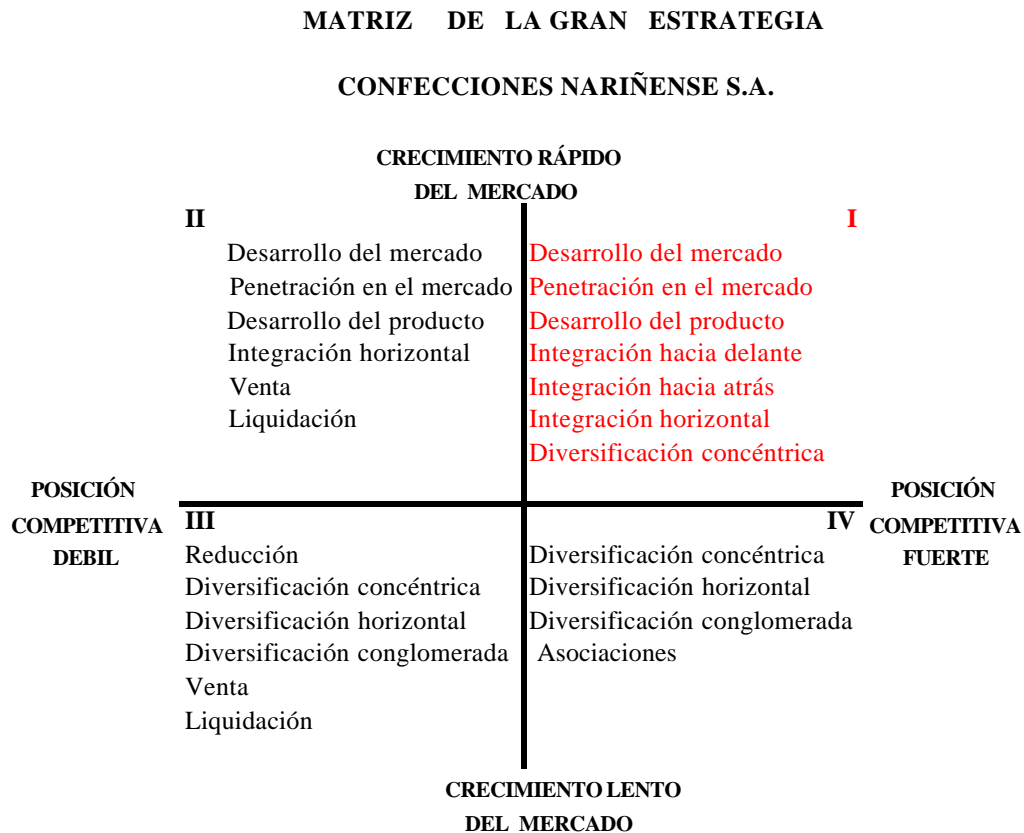 MATRIZ DE LA GRAN ESTRATEGIA
CONFECCIONES NARIÑENSE S.A.
CRECIMIENTO RÁPIDO
DEL MERCADO
II
Desarrollo del mercado
Penetración en el mercado
Desarrollo del producto
Integración horizontal
Venta
Liquidación
I
Desarrollo del mercado
Penetración en el mercado
Desarrollo del producto
Integración hacia delante
Integración hacia atrás
Integración horizontal
Diversificación concéntrica
POSICIÓN
COMPETITIVA
DEBIL
POSICIÓN
COMPETITIVA
FUERTE
III
Reducción
Diversificación concéntrica
Diversificación horizontal
Diversificación conglomerada
Venta
Liquidación
IV
Diversificación concéntrica
Diversificación horizontal
Diversificación conglomerada
Asociaciones
CRECIMIENTO LENTO
DEL MERCADO